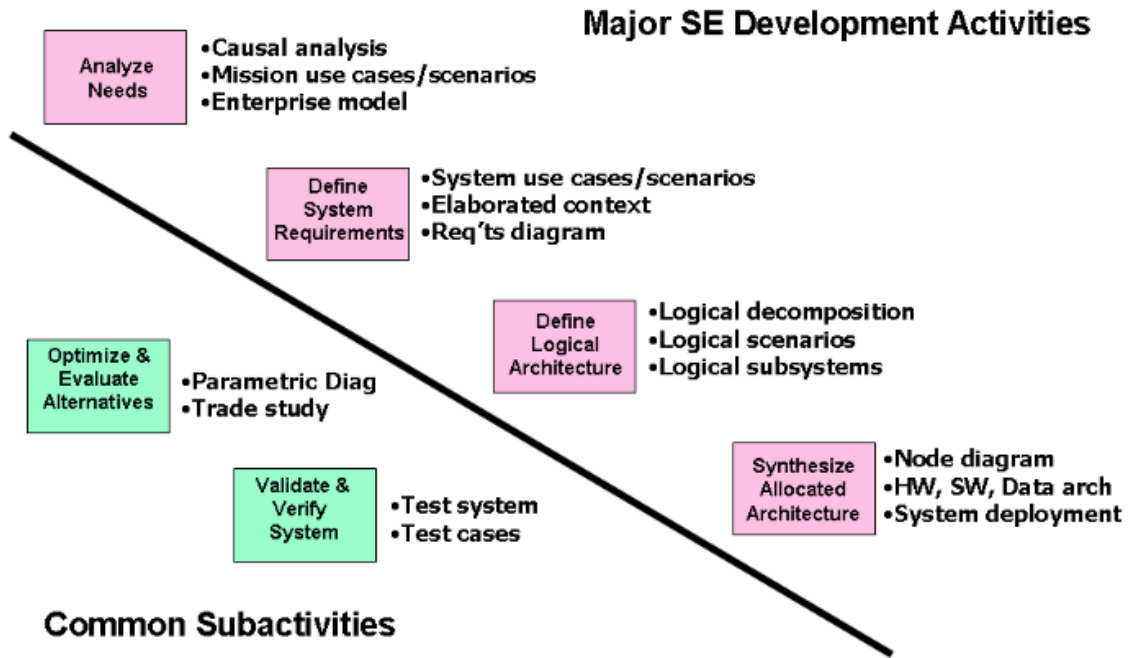 Major SE Development Activities
Analyze
Needs
•Causal analysis
•Mission use cases/scenarios
•Enterprise model
Define
System
Requirements
•System use cases/scenarios
•Elaborated context
•Req'ts diagram
Define
Logical
Architecture
•Logical decomposition
•Logical scenarios
•Logical subsystems
Optimize &
Evaluate
Alternatives
•Parametric Diag
•Trade study
Synthesize
Allocated
Architecture
•Node diagram
•HW, SW, Data arch
•System deployment
Validate &
Verify
System
•Test system
•Test cases
Common Subactivities